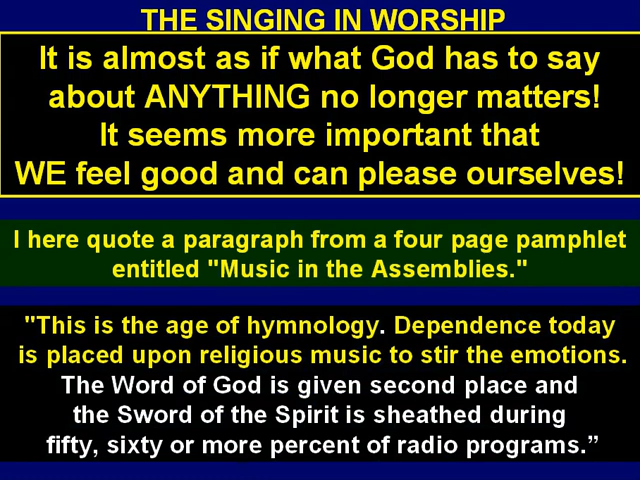 THE SINGING IN WORSHIP
It is almost as if what God has to say
about ANYTHING no longer matters!
It seems more important that
WE feel good and can please ourselves!
I here quote a paragraph from a four page pamphlet
entitled "Music in the Assemblies."
"This is the age of hymnology. Dependence today
is placed upon religious music to stir the emotions.
The Word of God is given second place and
the Sword of the Spirit is sheathed during
fifty, sixty or more percent of radio programs.”